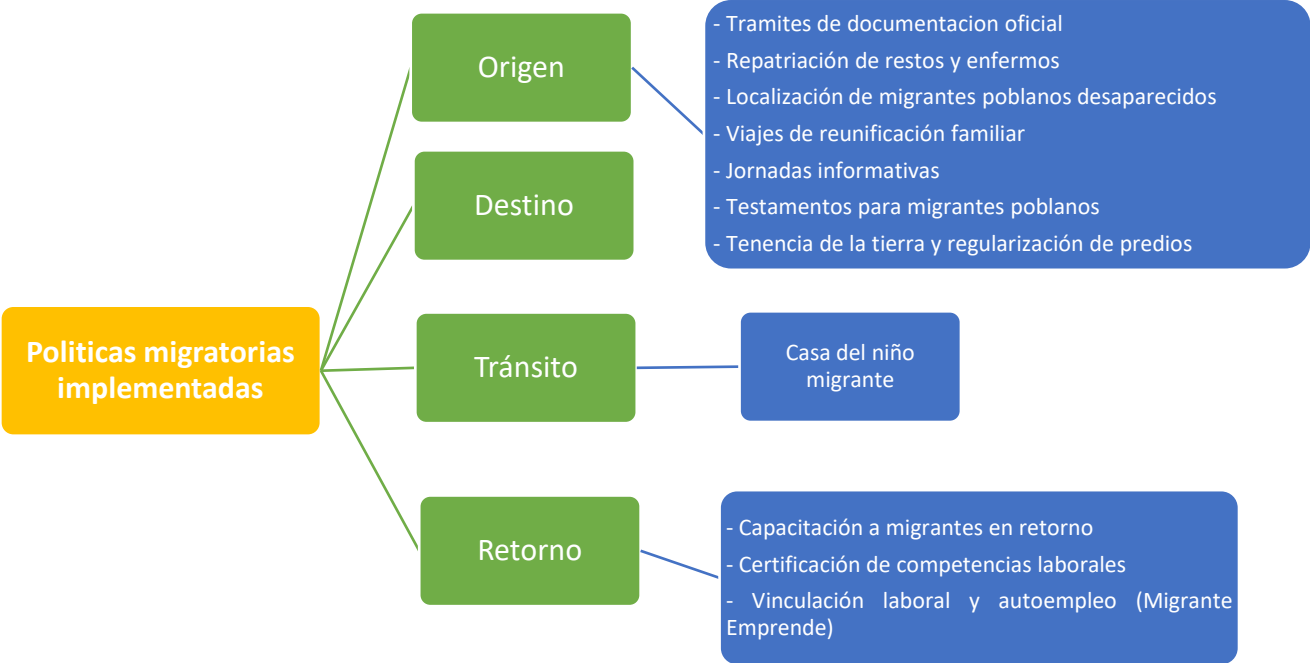 Politicas migratorias
implementadas
Origen
- Tramites de documentacion oficial
- Repatriación de restos y enfermos
- Localización de migrantes poblanos desaparecidos
- Viajes de reunificación familiar
- Jornadas informativas
- Testamentos para migrantes poblanos
- Tenencia de la tierra y regularización de predios
Destino
Tránsito
Casa del niño
migrante
Retorno
- Capacitación a migrantes en retorno
- Certificación de competencias laborales
- Vinculación laboral y autoempleo (Migrante
Emprende)